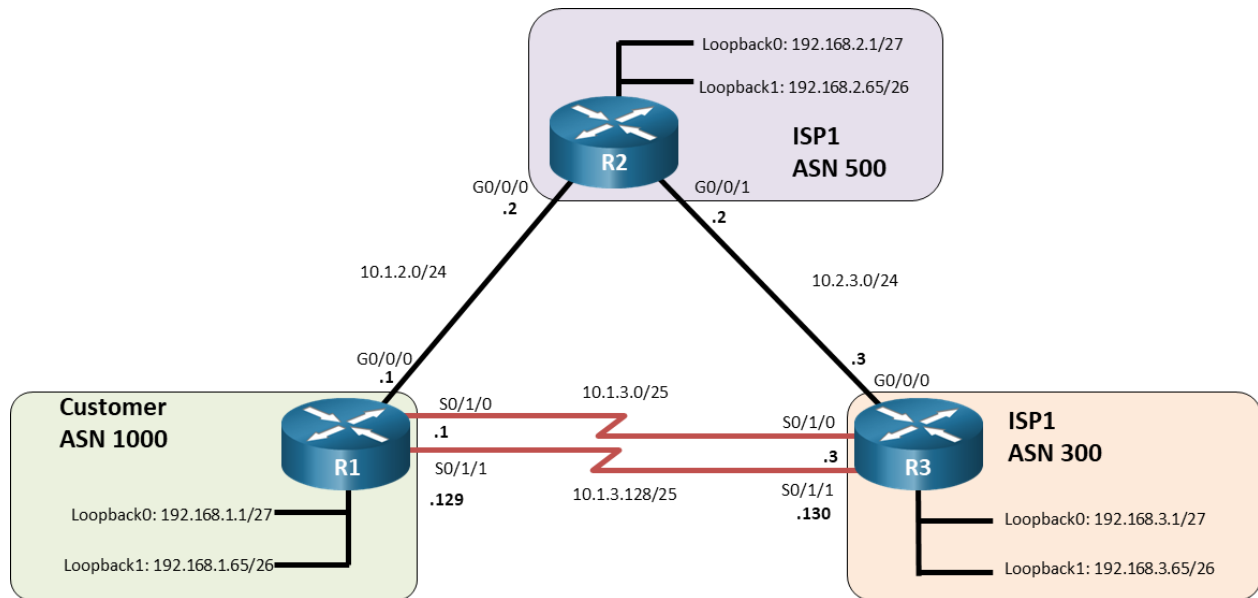 Loopback0: 192.168.2.1/27
Loopback1: 192.168.2.65/26
ISP1
ASN 500
R2
G0/0/0
.2
G0/0/1
.2
10.1.2.0/24
10.2.3.0/24
G0/0/0
.1
.3
G0/0/0
Customer
ASN 1000
R1
S0/1/0
.1
S0/1/1
.129
10.1.3.0/25
10.1.3.128/25
S0/1/0
.3
S0/1/1
.130
ISP1
ASN 300
R3
Loopback0: 192.168.1.1/27
Loopback1: 192.168.1.65/26
Loopback0: 192.168.3.1/27
Loopback1: 192.168.3.65/26